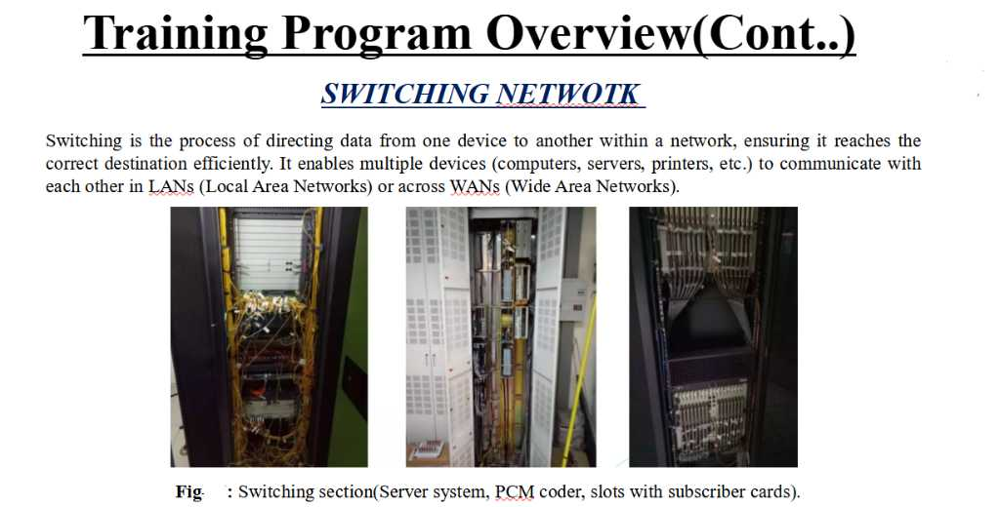 Training Program Overview(Cont..)
SWITCHING NETWOTK
Switching is the process of directing data from one device to another within a network, ensuring it reaches the
correct destination efficiently. It enables multiple devices (computers, servers, printers, etc.) to communicate with
each other in LANs (Local Area Networks) or across WANs (Wide Area Networks).
Fig. : Switching section(Server system, PCM coder, slots with subscriber cards).